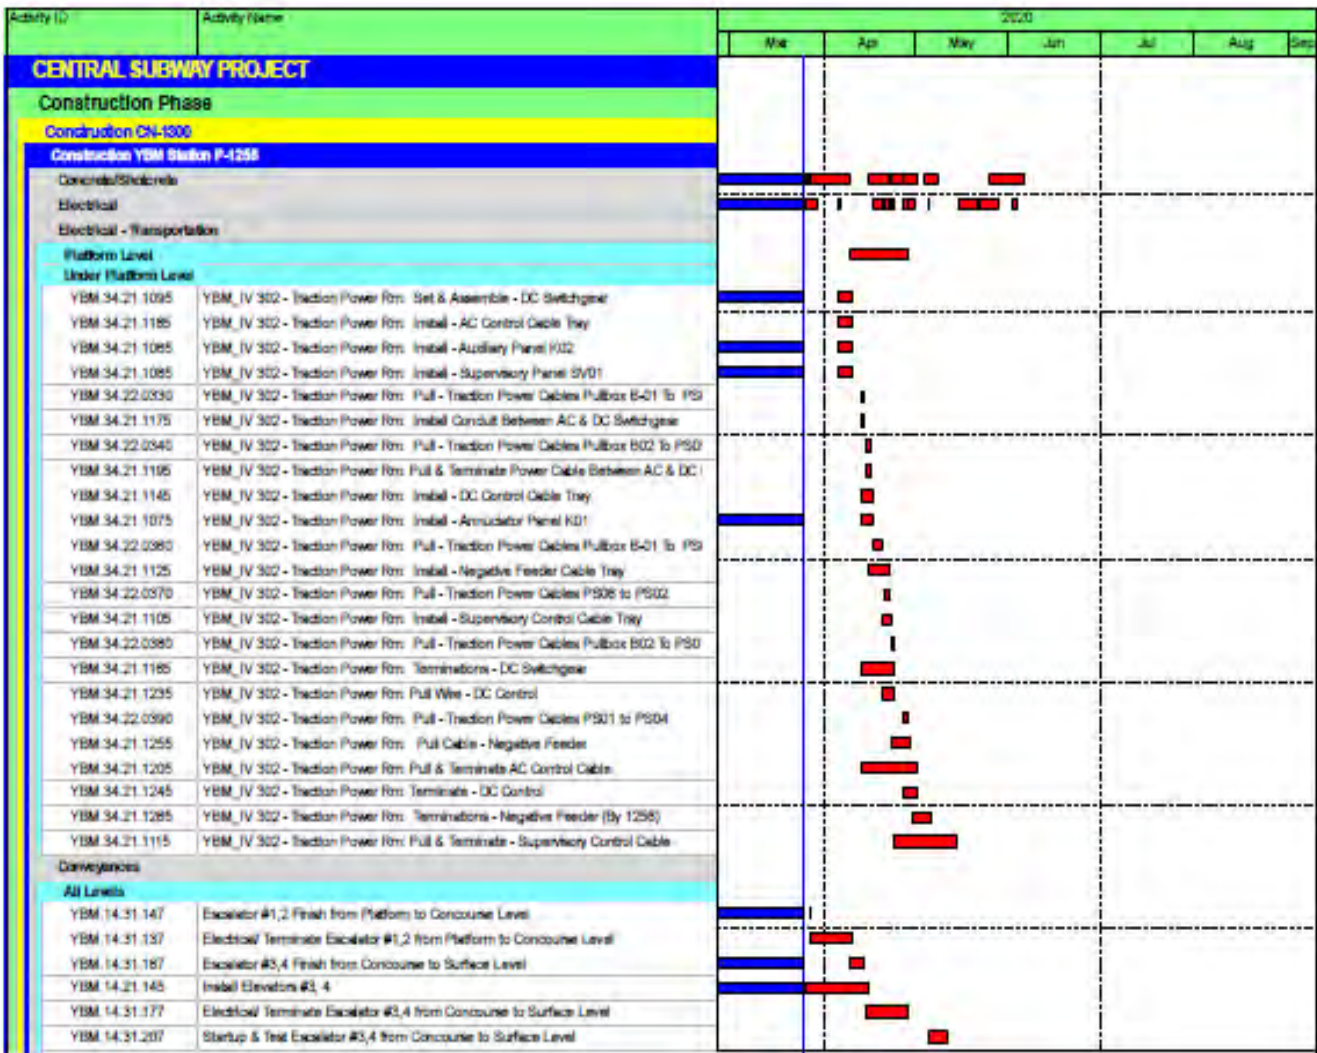 Activity ID Activity Name 2020
Mar Apr May Jun Jul Aug Sep
CENTRAL SUBWAY PROJECT
Construction Phase
Construction CN-1300
Construction YBM Station P-1256
Concrete/Shotcrete
Electrical
Electrical - Transportation
Platform Level
Under Platform Level
YBM.34.21.1095 YBM_IV 302 - Traction Power Rm: Set & Assemble - DC Switchgear
YBM.34.21.1185 YBM_IV 302 - Traction Power Rm: Install - AC Control Cable Tray
YBM.34.21.1065 YBM_IV 302 - Traction Power Rm: Install - Auxiliary Panel K02
YBM.34.21.1085 YBM_IV 302 - Traction Power Rm: Install - Supervisory Panel SV01
YBM.34.22.0330 YBM_IV 302 - Traction Power Rm: Pull - Traction Power Cables Pullbox B-01 To PS
YBM.34.21.1175 YBM_IV 302 - Traction Power Rm: Install Conduit Between AC & DC Switchgear
YBM.34.22.0340 YBM_IV 302 - Traction Power Rm: Pull - Traction Power Cables Pullbox B02 To PS0
YBM.34.21.1195 YBM_IV 302 - Traction Power Rm: Pull & Terminate Power Cable Between AC & DC
YBM.34.21.1145 YBM_IV 302 - Traction Power Rm: Install - DC Control Cable Tray
YBM.34.21.1075 YBM_IV 302 - Traction Power Rm: Install - Annuciator Panel K01
YBM.34.22.0360 YBM_IV 302 - Traction Power Rm: Pull - Traction Power Cables Pullbox B-01 To PS
YBM.34.21.1125 YBM_IV 302 - Traction Power Rm: Install - Negative Feeder Cable Tray
YBM.34.22.0370 YBM_IV 302 - Traction Power Rm: Pull - Traction Power Cables PS08 to PS02
YBM.34.21.1105 YBM_IV 302 - Traction Power Rm: Install - Supervisory Control Cable Tray
YBM.34.22.0380 YBM_IV 302 - Traction Power Rm: Pull - Traction Power Cables Pullbox B02 To PS0
YBM.34.21.1165 YBM_IV 302 - Traction Power Rm: Terminations - DC Switchgear
YBM.34.21.1235 YBM_IV 302 - Traction Power Rm: Pull Wire - DC Control
YBM.34.22.0390 YBM_IV 302 - Traction Power Rm: Pull - Traction Power Cables PS01 to PS04
YBM.34.21.1255 YBM_IV 302 - Traction Power Rm: Pull Cable - Negative Feeder
YBM.34.21.1205 YBM_IV 302 - Traction Power Rm: Pull & Terminate AC Control Cable
YBM.34.21.1245 YBM_IV 302 - Traction Power Rm: Terminate - DC Control
YBM.34.21.1265 YBM_IV 302 - Traction Power Rm: Terminations - Negative Feeder (By 1256)
YBM.34.21.1115 YBM_IV 302 - Traction Power Rm: Pull & Terminate - Supervisory Control Cable
Conveyances
All Levels
YBM.14.31.147 Escalator #1,2 Finish from Platform to Concourse Level
YBM.14.31.137 Electrical/ Terminate Escalator #1,2 from Platform to Concourse Level
YBM.14.31.187 Escalator #3,4 Finish from Concourse to Surface Level
YBM.14.21.145 Install Elevators #3, 4
YBM.14.31.177 Electrical/ Terminate Escalator #3,4 from Concourse to Surface Level
YBM.14.31.207 Startup & Test Escalator #3,4 from Concourse to Surface Level